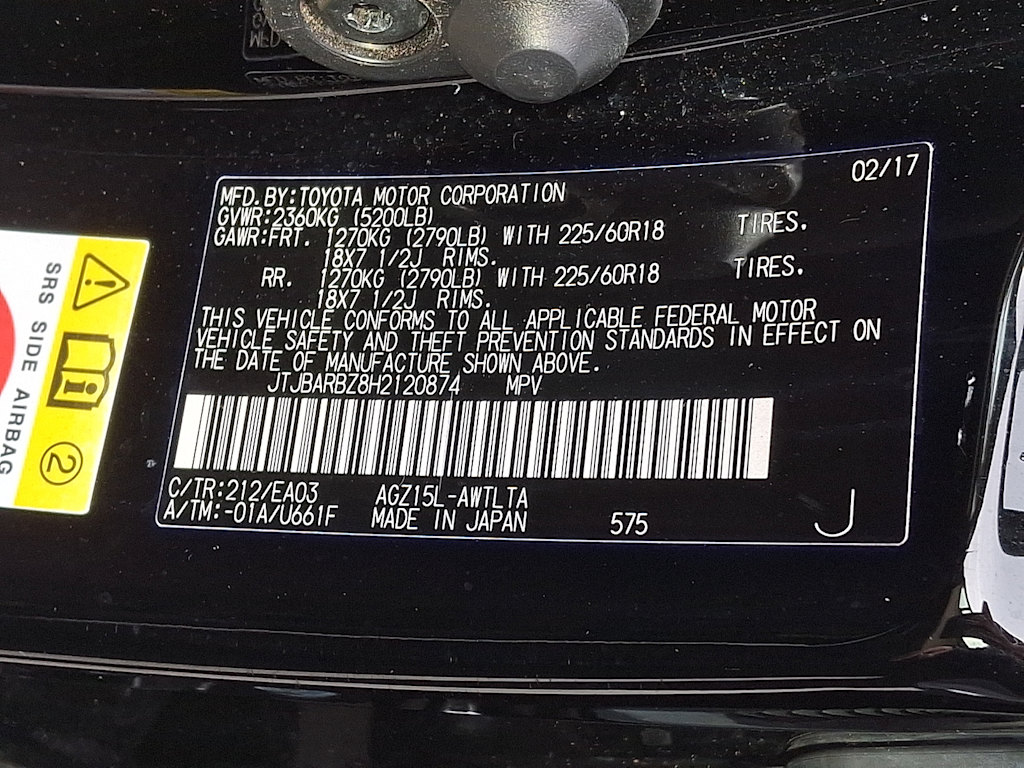 02/17
MFD.BY:TOYOTA MOTOR CORPORATION
GVWR:2360KG (5200LB)
GAWR:FRT. 1270KG (2790LB) WITH 225/60R18 TIRES.
18X7 1/2J RIMS.
RR. 1270KG (2790LB) WITH 225/60R18 TIRES.
18X7 1/2J RIMS.
THIS VEHICLE CONFORMS TO ALL APPLICABLE FEDERAL MOTOR
VEHICLE SAFETY AND THEFT PREVENTION STANDARDS IN EFFECT ON
THE DATE OF MANUFACTURE SHOWN ABOVE.
JTJBARBZ8H2120874 MPV
C/TR:212/EA03 AGZ15L-AWTLTA
A/TM:-01A/U661F MADE IN JAPAN 575 J
SRS SIDE AIRBAG
2